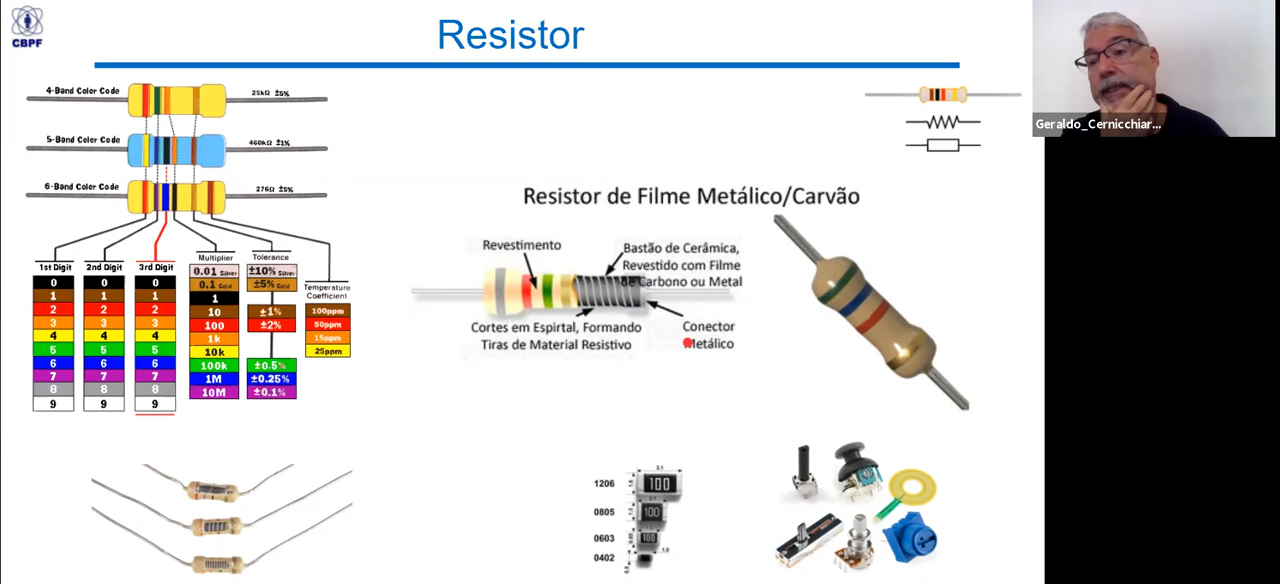 CBPF
Resistor
Geraldo_Cernicchiar...
4-Band Color Code
25kΩ ±5%
5-Band Color Code
460kΩ ±1%
6-Band Color Code
276Ω ±5%
1st Digit
2nd Digit
3rd Digit
Multiplier
Tolerance
Temperature
Coefficient
0 0 0 0.01 Silver ±10% Silver
1 1 1 0.1 Gold ±5% Gold
2 2 2 1
3 3 3 10 ±1% 100ppm
4 4 4 100 ±2% 50ppm
5 5 5 1k 15ppm
6 6 6 10k 25ppm
7 7 7 100k ±0.5%
8 8 8 1M ±0.25%
9 9 9 10M ±0.1%
Resistor de Filme Metálico/Carvão
Revestimento
Bastão de Cerâmica,
Revestido com Filme
de Carbono ou Metal
Cortes em Espirtal, Formando
Tiras de Material Resistivo
Conector
Metálico
3.1
1206
100
2.1
0805
100
0603
100
0402